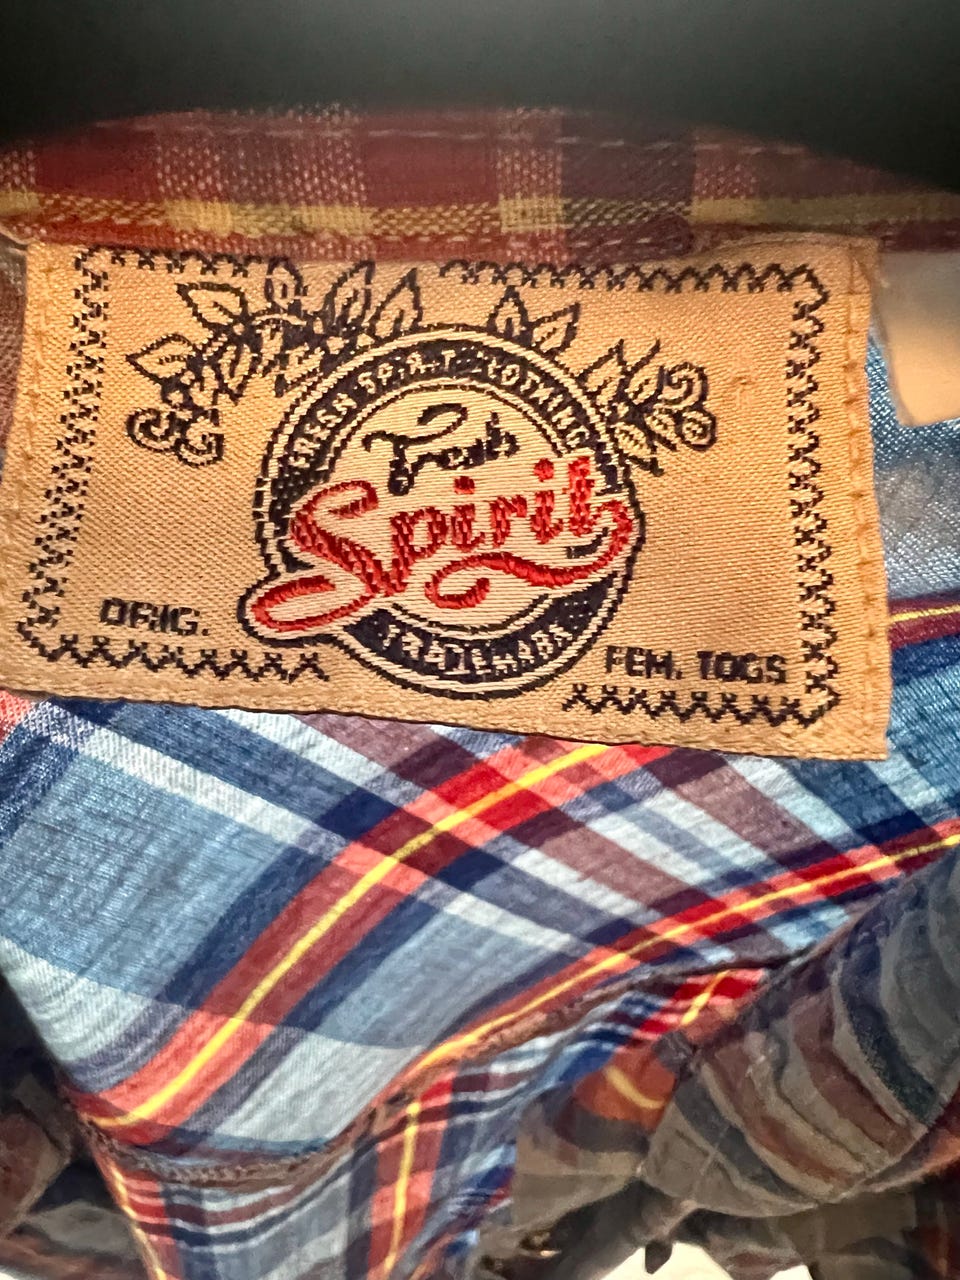 FRESH SPIRIT CLOTHING
Fresh
Spirit
TRADEMARK
ORIG.
FEM. TOGS